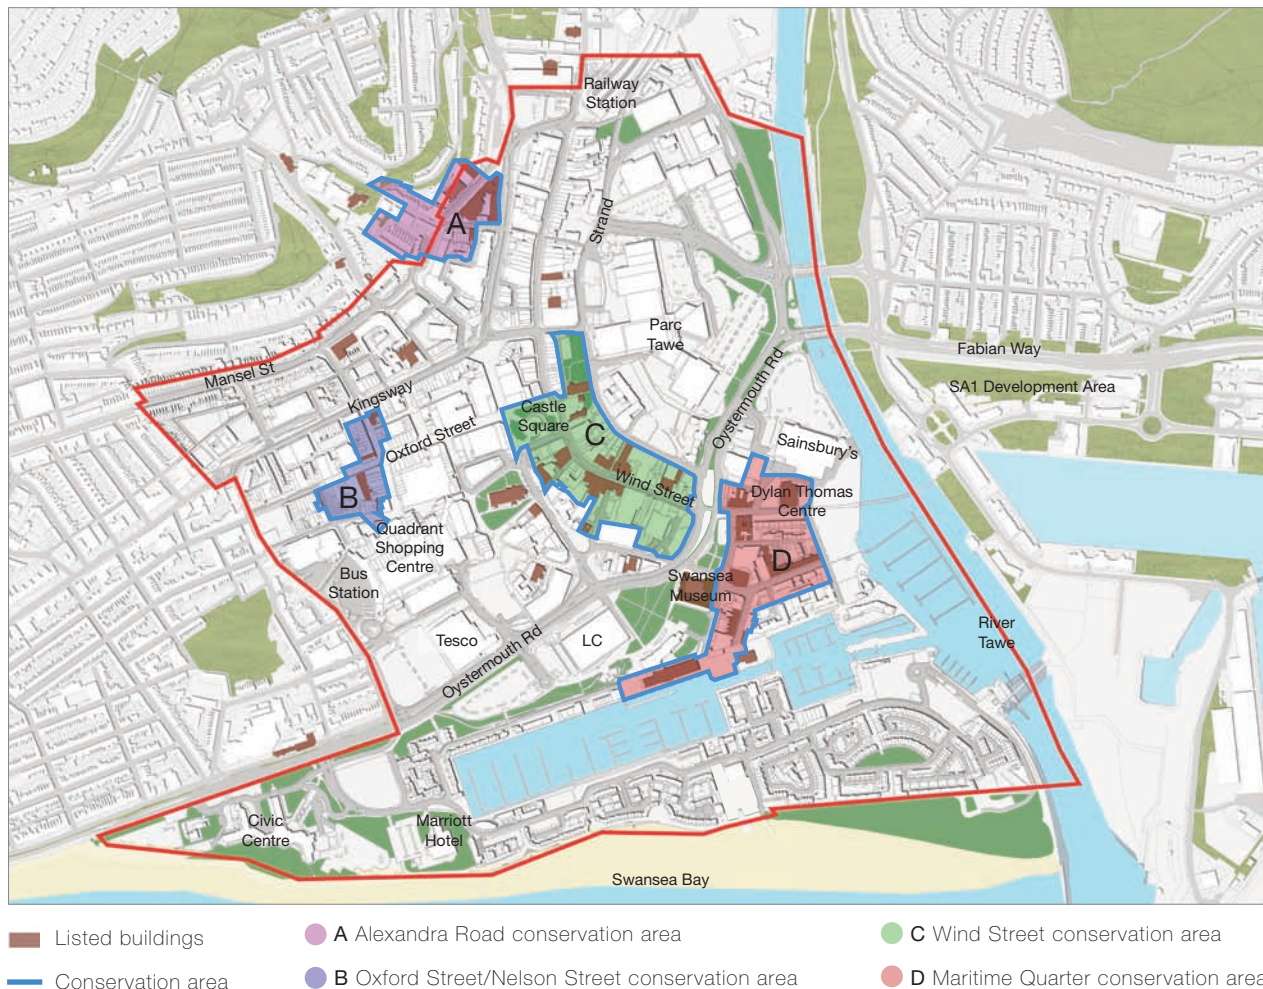 Railway
Station
A
Strand
Parc
Tawe
Fabian Way
Mansel St
SA1 Development Area
Kingsway
Oystermouth Rd
Castle
Square
C
Oxford Street
Sainsbury's
Wind Street
B
Dylan Thomas
Centre
Quadrant
Shopping
Centre
D
Bus
Station
Swansea
Museum
River
Tawe
Tesco
LC
Oystermouth Rd
Civic
Centre
Marriott
Hotel
Swansea Bay
Listed buildings
A Alexandra Road conservation area
C Wind Street conservation area
Conservation area
B Oxford Street/Nelson Street conservation area
D Maritime Quarter conservation area